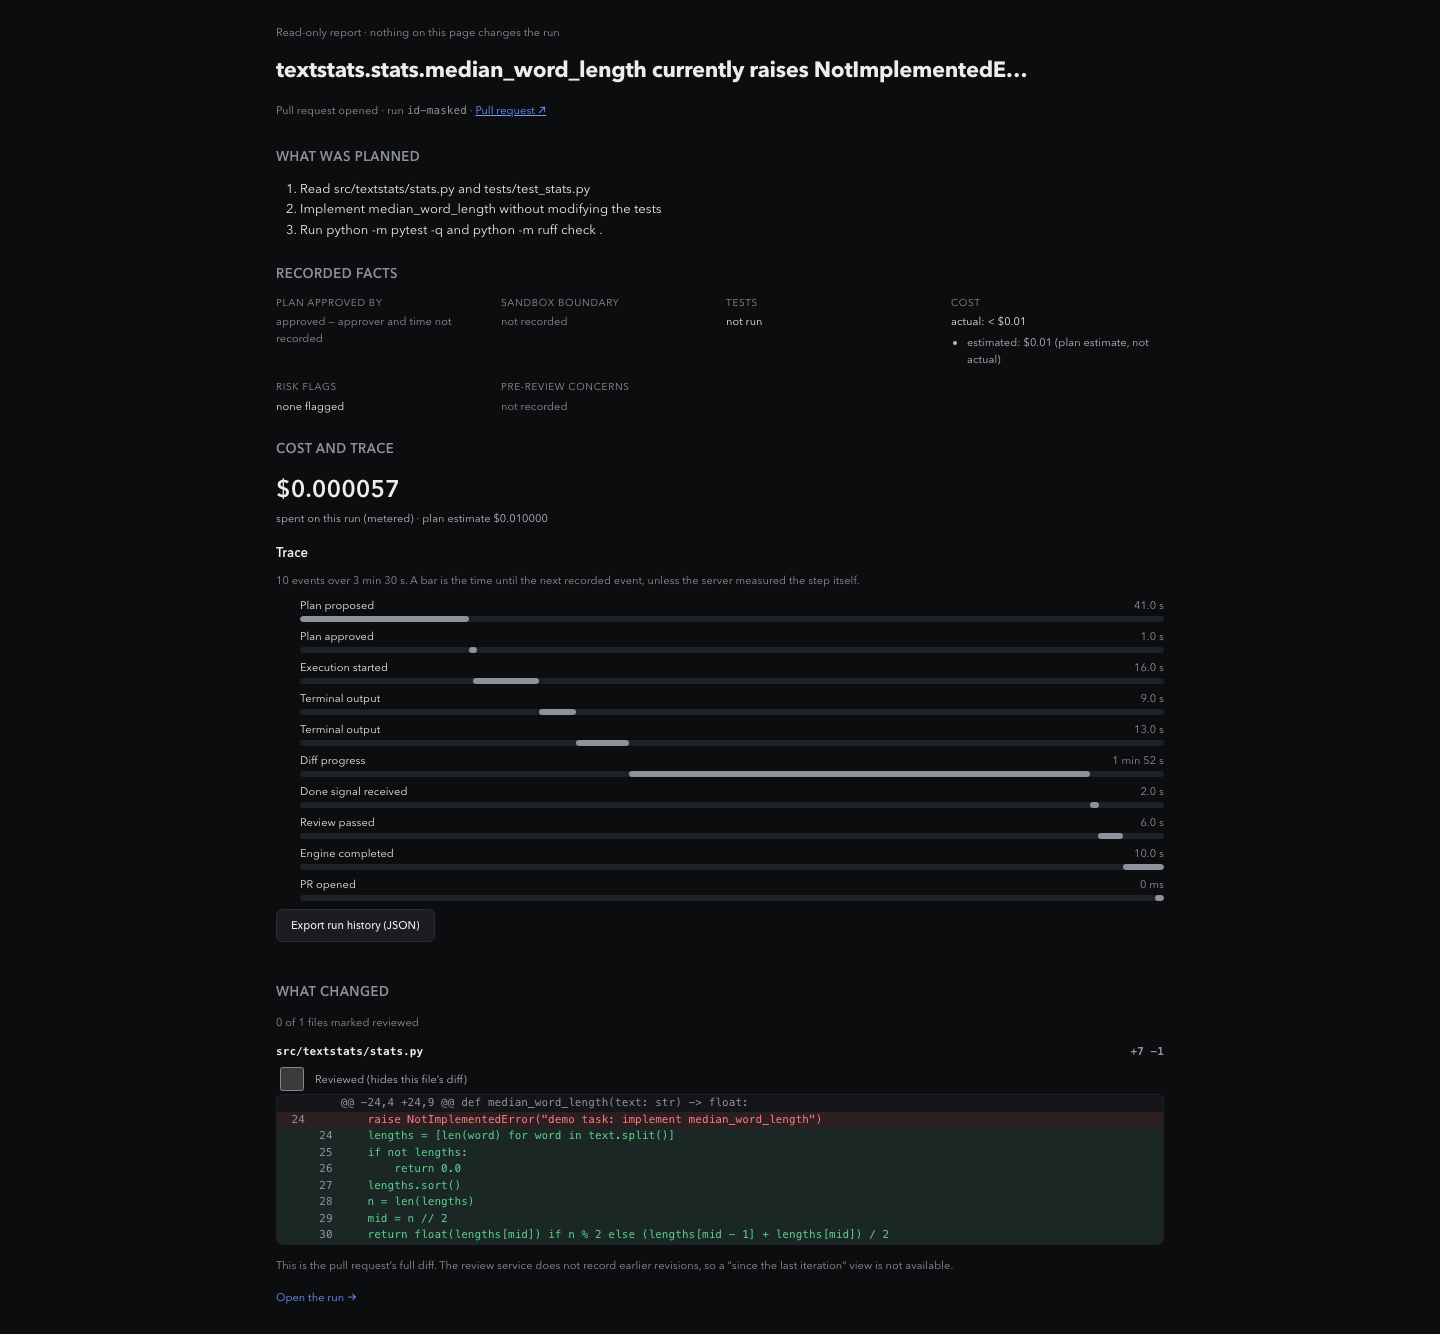 Read-only report · nothing on this page changes the run
textstats.stats.median_word_length currently raises NotImplementedE…
Pull request opened · run id-masked · Pull request ↗
WHAT WAS PLANNED
1. Read src/textstats/stats.py and tests/test_stats.py
2. Implement median_word_length without modifying the tests
3. Run python -m pytest -q and python -m ruff check .
RECORDED FACTS
PLAN APPROVED BY
approved — approver and time not
recorded
SANDBOX BOUNDARY
not recorded
TESTS
not run
COST
actual: < $0.01
• estimated: $0.01 (plan estimate, not
actual)
RISK FLAGS
none flagged
PRE-REVIEW CONCERNS
not recorded
COST AND TRACE
$0.000057
spent on this run (metered) · plan estimate $0.010000
Trace
10 events over 3 min 30 s. A bar is the time until the next recorded event, unless the server measured the step itself.
Plan proposed 41.0 s
Plan approved 1.0 s
Execution started 16.0 s
Terminal output 9.0 s
Terminal output 13.0 s
Diff progress 1 min 52 s
Done signal received 2.0 s
Review passed 6.0 s
Engine completed 10.0 s
PR opened 0 ms
Export run history (JSON)
WHAT CHANGED
0 of 1 files marked reviewed
src/textstats/stats.py +7 −1
Reviewed (hides this file’s diff)
@@ -24,4 +24,9 @@ def median_word_length(text: str) -> float:
24 raise NotImplementedError("demo task: implement median_word_length")
24 lengths = [len(word) for word in text.split()]
25 if not lengths:
26 return 0.0
27 lengths.sort()
28 n = len(lengths)
29 mid = n // 2
30 return float(lengths[mid]) if n % 2 else (lengths[mid - 1] + lengths[mid]) / 2
This is the pull request’s full diff. The review service does not record earlier revisions, so a “since the last iteration” view is not available.
Open the run →